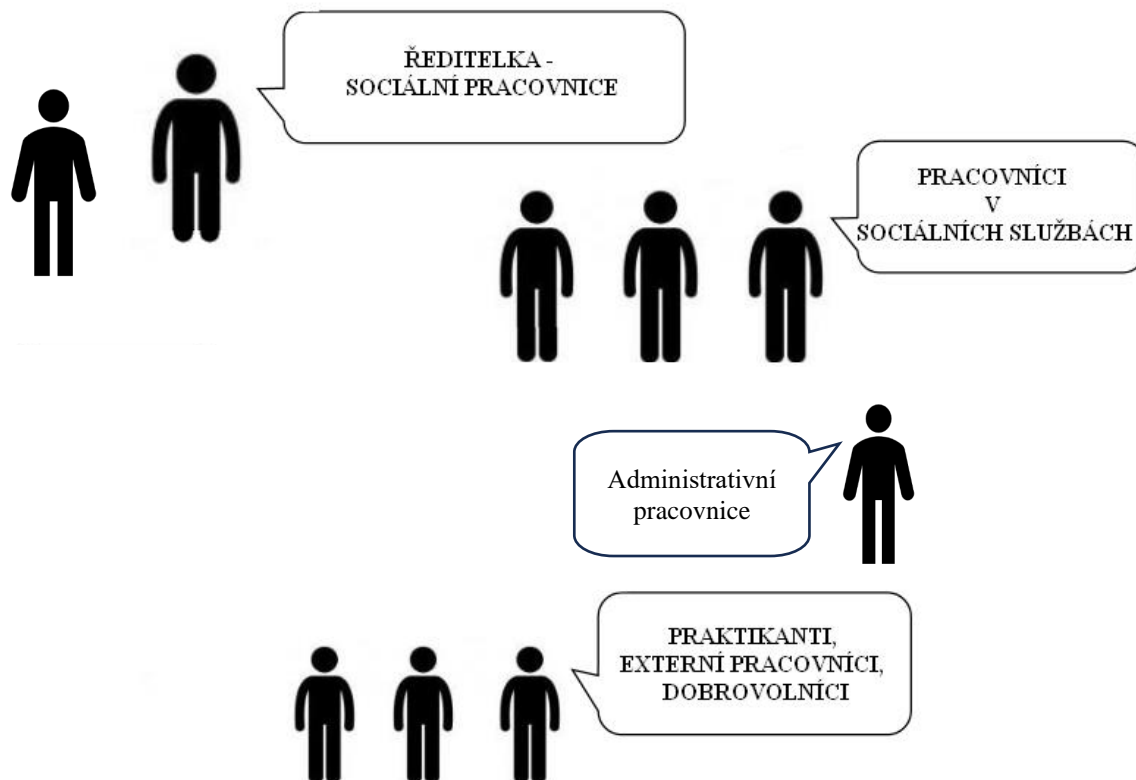 ŘEDITELKA -
SOCIÁLNÍ PRACOVNICE
PRACOVNÍCI
V
SOCIÁLNÍCH SLUŽBÁCH
Administrativní
pracovnice
PRAKTIKANTI,
EXTERNÍ PRACOVNÍCI,
DOBROVOLNÍCI